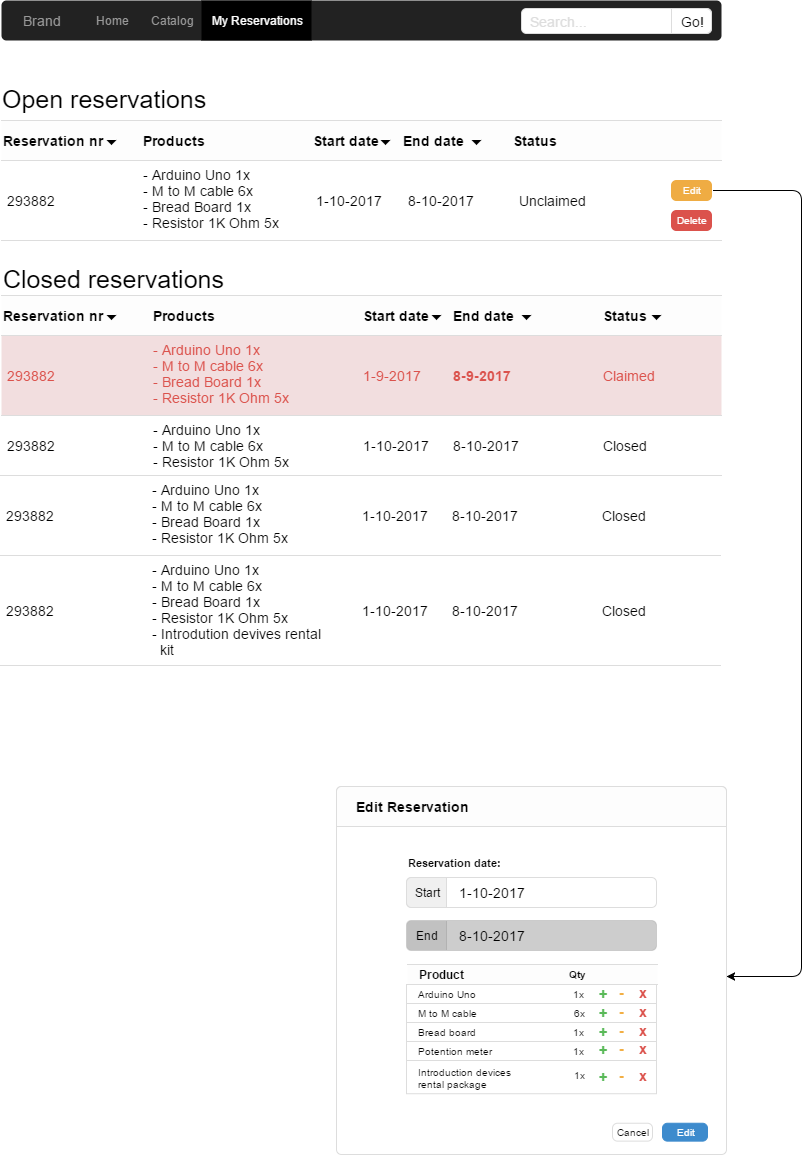 Brand Home Catalog My Reservations Search... Go!
Open reservations
Reservation nr Products Start date End date Status
293882
- Arduino Uno 1x
- M to M cable 6x
- Bread Board 1x
- Resistor 1K Ohm 5x
1-10-2017 8-10-2017 Unclaimed
Edit
Delete
Closed reservations
Reservation nr Products Start date End date Status
293882
- Arduino Uno 1x
- M to M cable 6x
- Bread Board 1x
- Resistor 1K Ohm 5x
1-9-2017 8-9-2017 Claimed
293882
- Arduino Uno 1x
- M to M cable 6x
- Resistor 1K Ohm 5x
1-10-2017 8-10-2017 Closed
293882
- Arduino Uno 1x
- M to M cable 6x
- Bread Board 1x
- Resistor 1K Ohm 5x
1-10-2017 8-10-2017 Closed
293882
- Arduino Uno 1x
- M to M cable 6x
- Bread Board 1x
- Resistor 1K Ohm 5x
- Introdution devives rental
kit
1-10-2017 8-10-2017 Closed
Edit Reservation
Reservation date:
Start 1-10-2017
End 8-10-2017
Product Qty
Arduino Uno 1x + - X
M to M cable 6x + - X
Bread board 1x + - X
Potention meter 1x + - X
Introduction devices
rental package
1x + - X
Cancel Edit